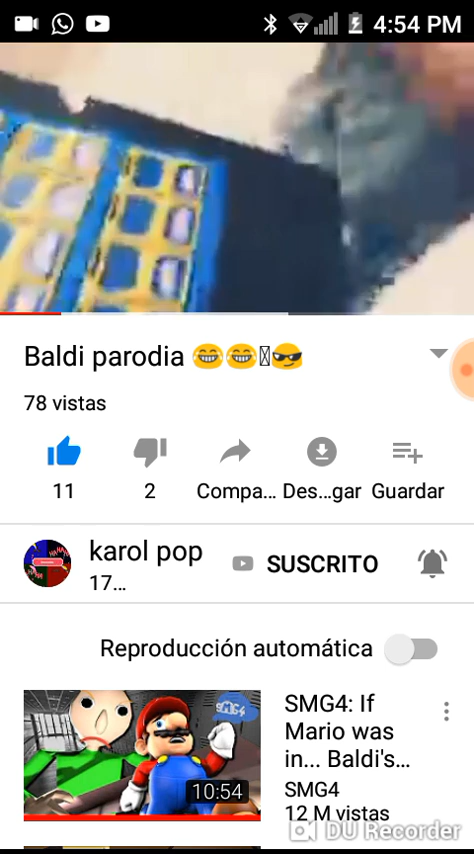 4:54 PM
Baldi parodia 😂😂￼😎
78 vistas
11
2
Compa...
Des...gar
Guardar
karol pop
SUSCRITO
17...
Reproducción automática
SMG4
10:54
SMG4: If
Mario was
in... Baldi's...
SMG4
12 M vistas
DU Recorder